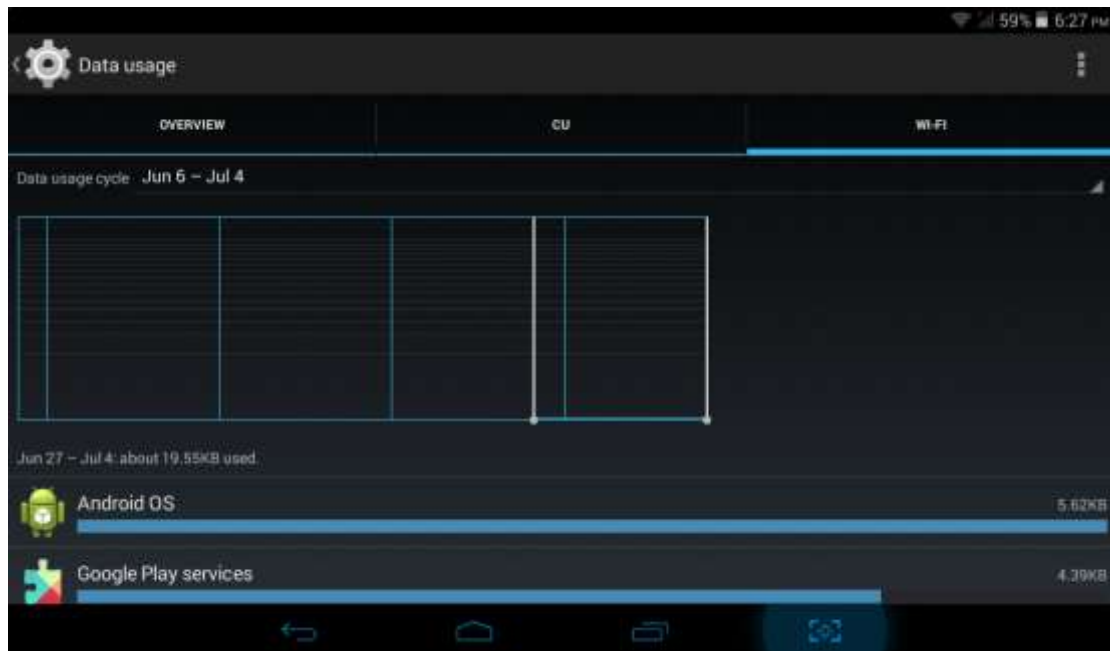 59% 6:27 PM
Data usage
OVERVIEW CU WI-FI
Data usage cycle Jun 6 – Jul 4
Jun 27 – Jul 4: about 19.55KB used.
Android OS 5.62KB
Google Play services 4.39KB